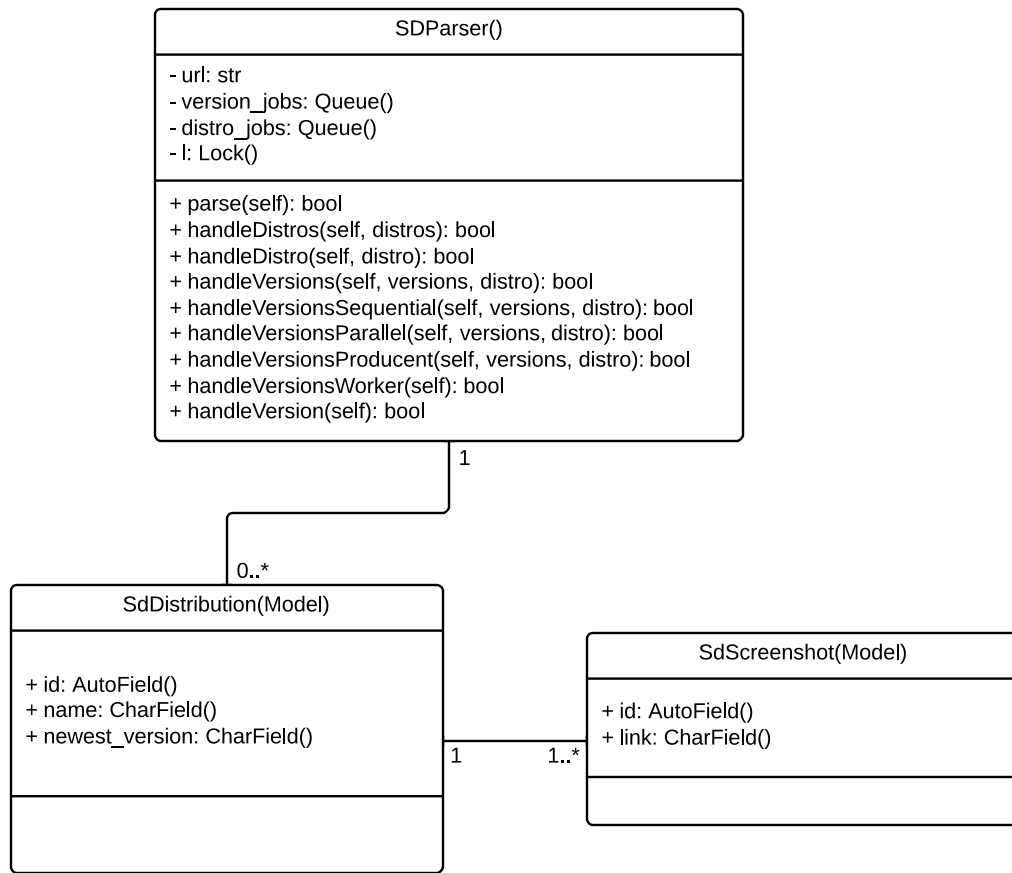 SDParser()
- url: str
- version_jobs: Queue()
- distro_jobs: Queue()
- l: Lock()
+ parse(self): bool
+ handleDistros(self, distros): bool
+ handleDistro(self, distro): bool
+ handleVersions(self, versions, distro): bool
+ handleVersionsSequential(self, versions, distro): bool
+ handleVersionsParallel(self, versions, distro): bool
+ handleVersionsProducent(self, versions, distro): bool
+ handleVersionsWorker(self): bool
+ handleVersion(self): bool
1
0..*
SdDistribution(Model)
+ id: AutoField()
+ name: CharField()
+ newest_version: CharField()
1
1..*
SdScreenshot(Model)
+ id: AutoField()
+ link: CharField()